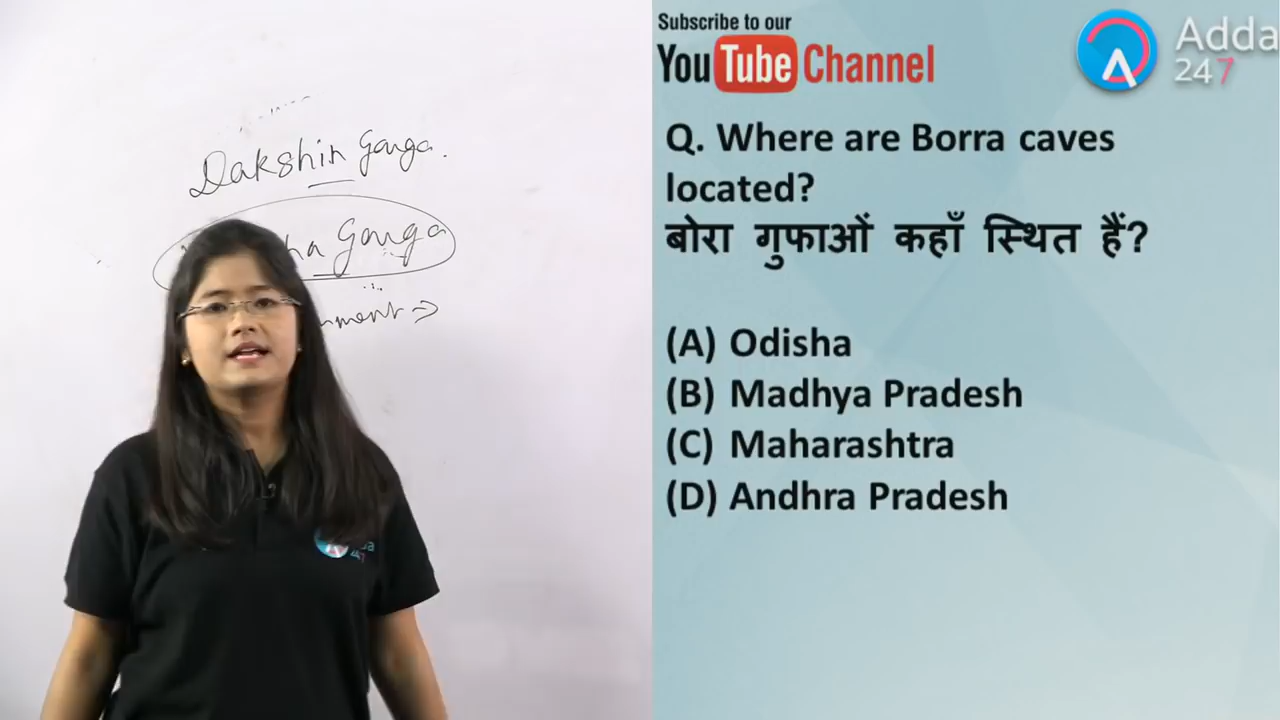 Dakshin Ganga.
Ganga
Subscribe to our
YouTube Channel
Adda
247
Q. Where are Borra caves
located?
बोरा गुफाओं कहाँ स्थित हैं?
(A) Odisha
(B) Madhya Pradesh
(C) Maharashtra
(D) Andhra Pradesh